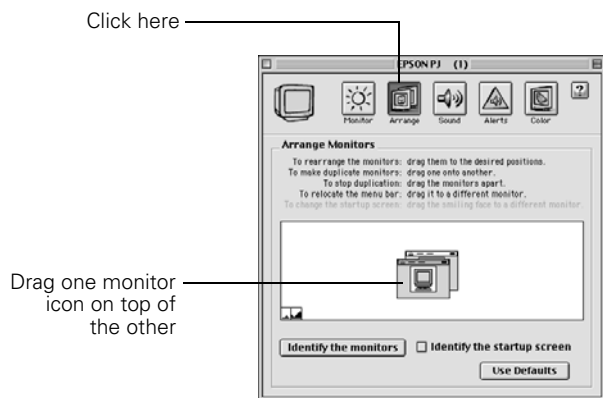 Click here
EPSON PJ (1)
Monitor Arrange Sound Alerts Color
?
Arrange Monitors
To rearrange the monitors: drag them to the desired positions.
To make duplicate monitors: drag one onto another.
To stop duplication: drag the monitors apart.
To relocate the menu bar: drag it to a different monitor.
To change the startup screen: drag the smiling face to a different monitor
Drag one monitor
icon on top of
the other
Identify the monitors Identify the startup screen
Use Defaults